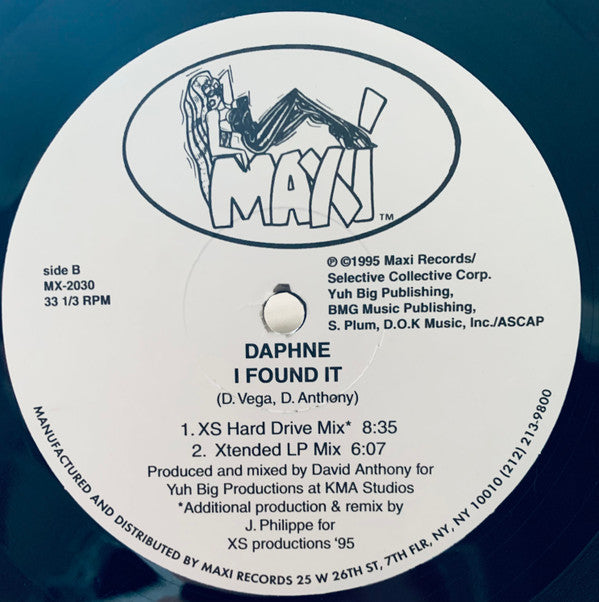 MAXI!
TM
side B
MX-2030
33 1/3 RPM
℗ ©1995 Maxi Records/
Selective Collective Corp.
Yuh Big Publishing,
BMG Music Publishing,
S. Plum, D.O.K Music, Inc./ASCAP
DAPHNE
I FOUND IT
(D. Vega, D. Anthony)
1. XS Hard Drive Mix* 8:35
2. Xtended LP Mix 6:07
Produced and mixed by David Anthony for
Yuh Big Productions at KMA Studios
*Additional production & remix by
J. Philippe for
XS productions '95
MANUFACTURED AND DISTRIBUTED BY MAXI RECORDS 25 W 26TH ST, 7TH FLR, NY, NY 10010 (212) 213-9800